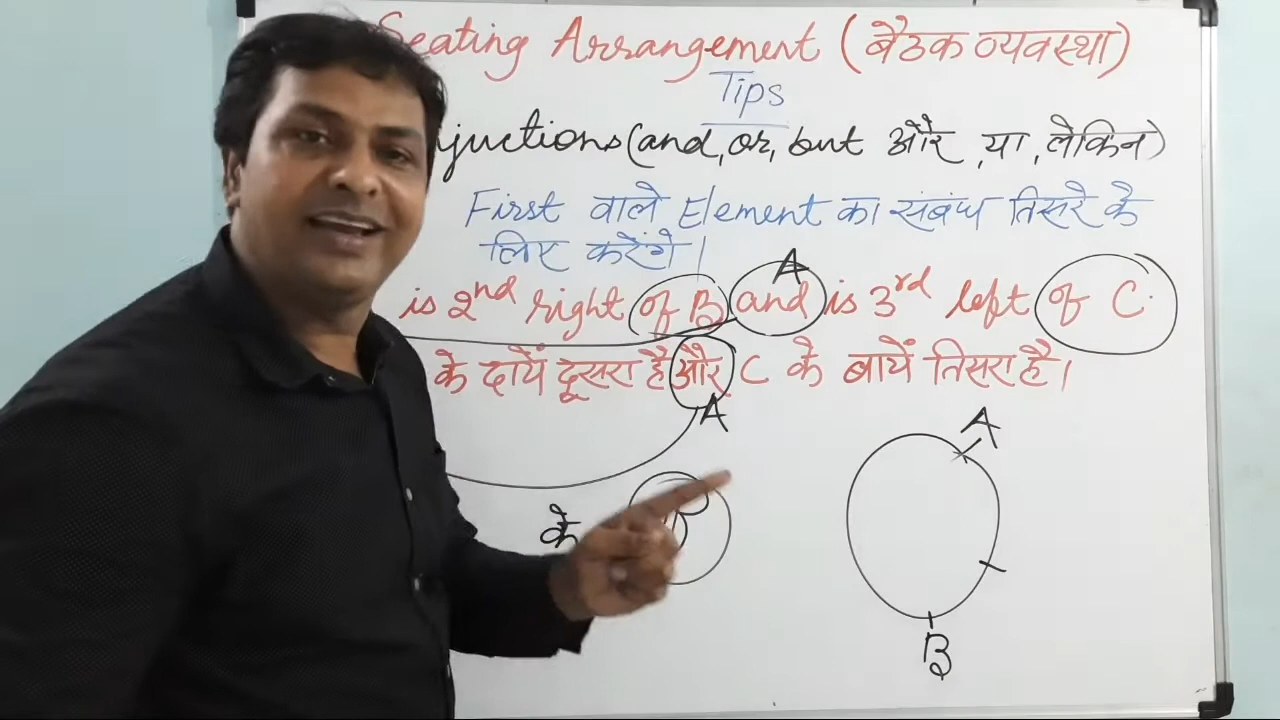 Seating Arrangement (बैठक व्यवस्था)
Tips
njuctions (and, or, but और, या, लेकिन)
First वाले Element का संबंध तिसरे के
लिए करेंगे।
A
is 2nd right of B and is 3rd left of C.
के दायें दूसरा है और C के बायें तिसरा है।
A
A
के
B